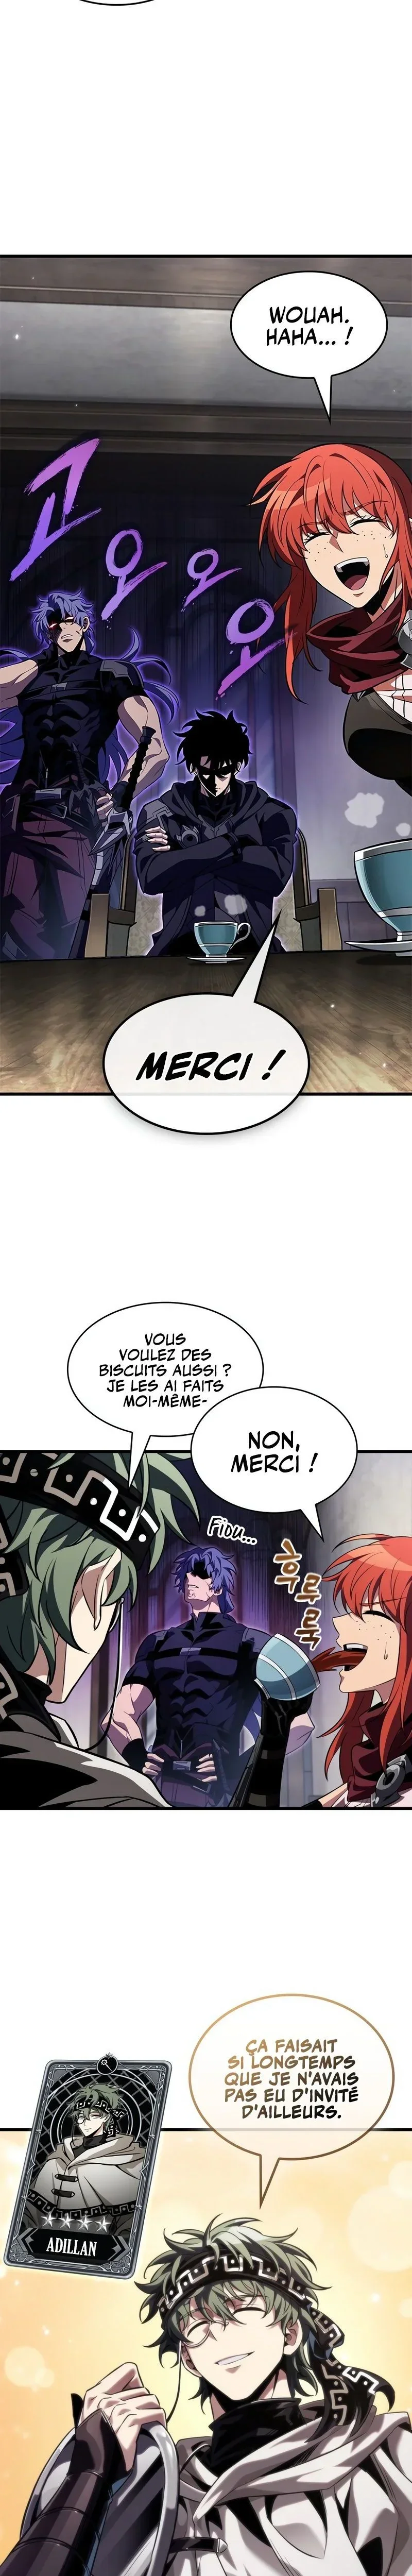 WOUAH.
HAHA... !
고오오오
MERCI !
VOUS
VOULEZ DES
BISCUITS AUSSI ?
JE LES AI FAITS
MOI-MÊME-
NON,
MERCI !
Fiou...
후루룩
ÇA FAISAIT
SI LONGTEMPS
QUE JE N'AVAIS
PAS EU D'INVITÉ
D'AILLEURS.
ADILLAN